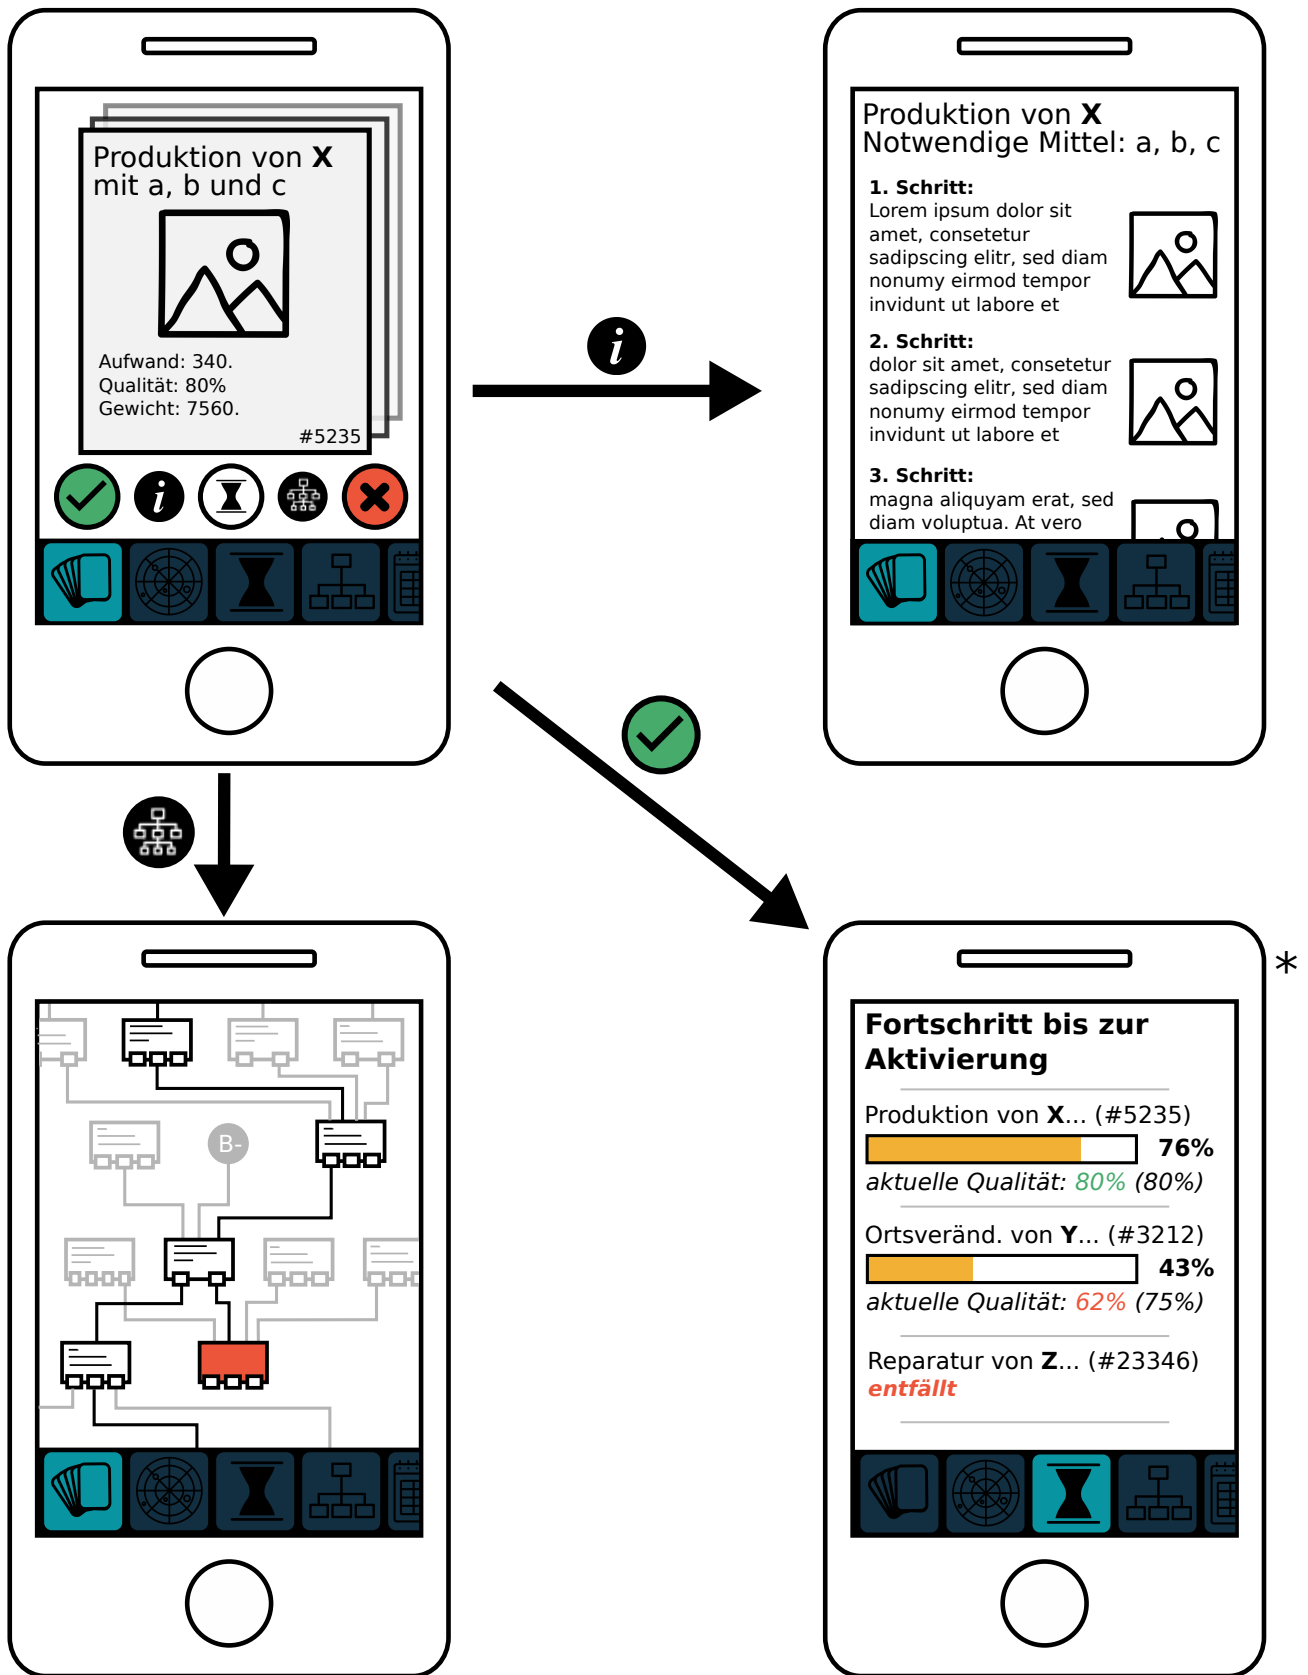 Produktion von X
mit a, b und c
Aufwand: 340.
Qualität: 80%
Gewicht: 7560.
#5235
i
i
Produktion von X
Notwendige Mittel: a, b, c
1. Schritt:
Lorem ipsum dolor sit
amet, consetetur
sadipscing elitr, sed diam
nonumy eirmod tempor
invidunt ut labore et
2. Schritt:
dolor sit amet, consetetur
sadipscing elitr, sed diam
nonumy eirmod tempor
invidunt ut labore et
3. Schritt:
magna aliquyam erat, sed
diam voluptua. At vero
B-
*
Fortschritt bis zur
Aktivierung
Produktion von X... (#5235)
76%
aktuelle Qualität: 80% (80%)
Ortsveränd. von Y... (#3212)
43%
aktuelle Qualität: 62% (75%)
Reparatur von Z... (#23346)
entfällt